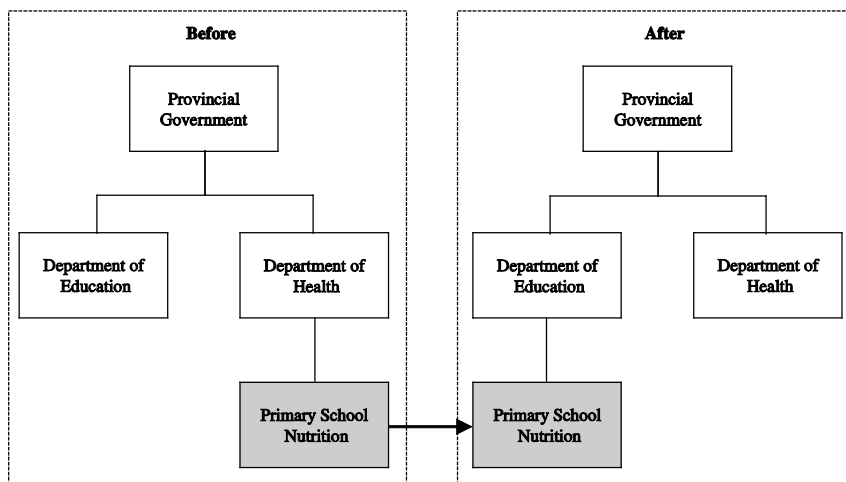 Before
Provincial
Government
Department of
Education
Department of
Health
Primary School
Nutrition
After
Provincial
Government
Department of
Education
Department of
Health
Primary School
Nutrition